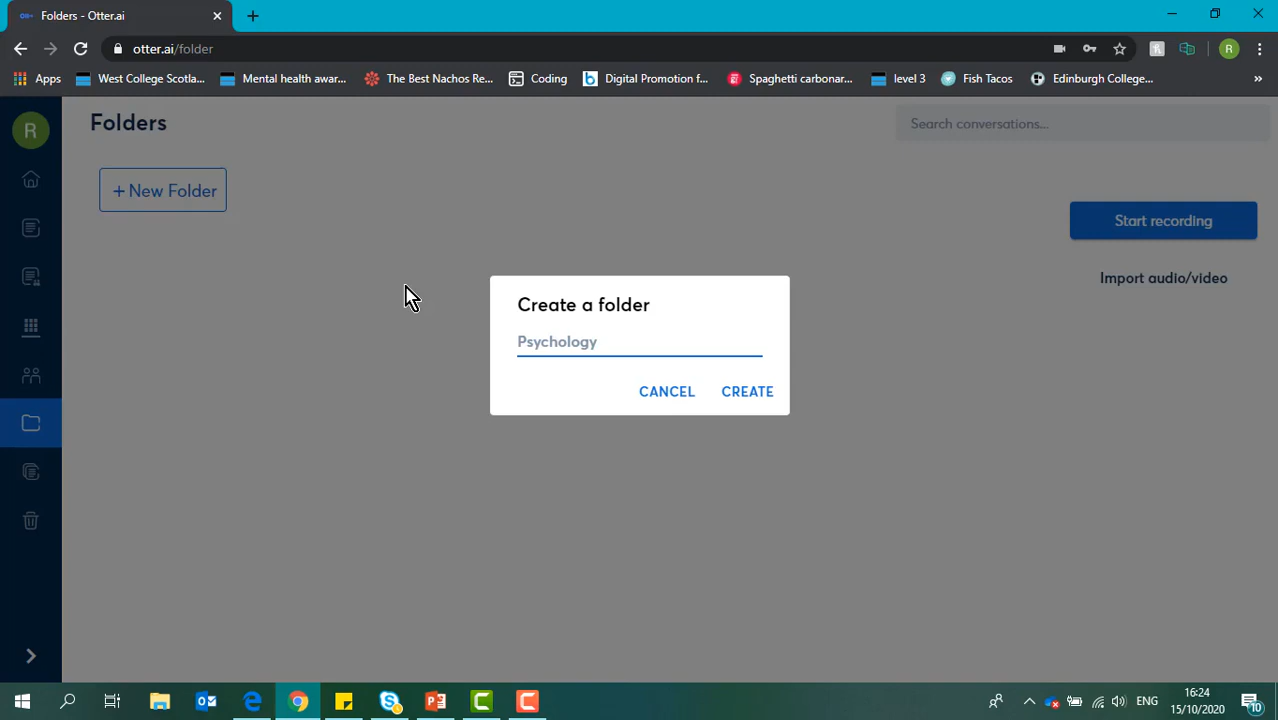 Folders - Otter.ai
otter.ai/folder
R
Apps
West College Scotla...
Mental health awar...
The Best Nachos Re...
Coding
Digital Promotion f...
Spaghetti carbonar...
level 3
Fish Tacos
Edinburgh College...
»
R
Folders
Search conversations...
+ New Folder
Start recording
Import audio/video
Create a folder
Psychology
CANCEL
CREATE
ENG
16:24
15/10/2020
10